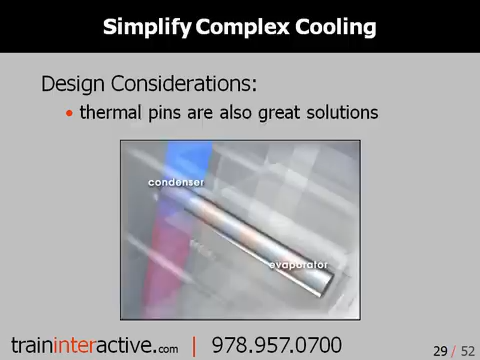 Simplify Complex Cooling
Design Considerations:
• thermal pins are also great solutions
condenser
evaporator
traininteractive.com | 978.957.0700
29 / 52